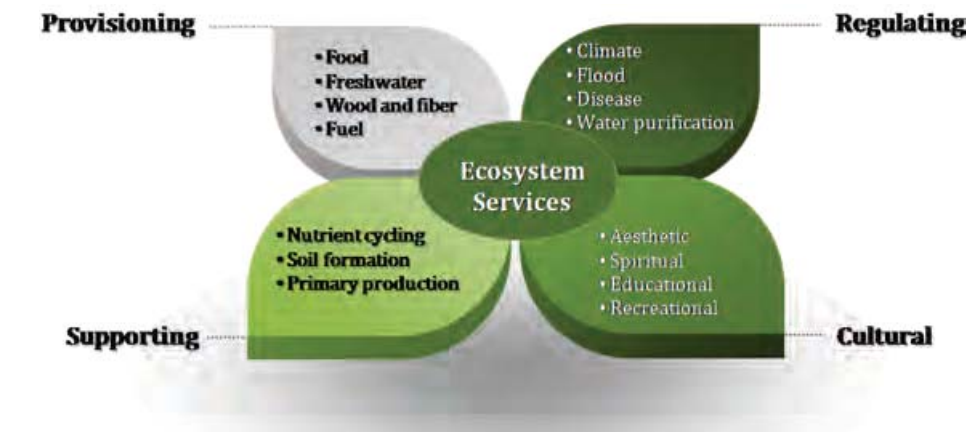 Provisioning
• Food
• Freshwater
• Wood and fiber
• Fuel
Regulating
• Climate
• Flood
• Disease
• Water purification
Ecosystem
Services
• Nutrient cycling
• Soil formation
• Primary production
Supporting
• Aesthetic
• Spiritual
• Educational
• Recreational
Cultural